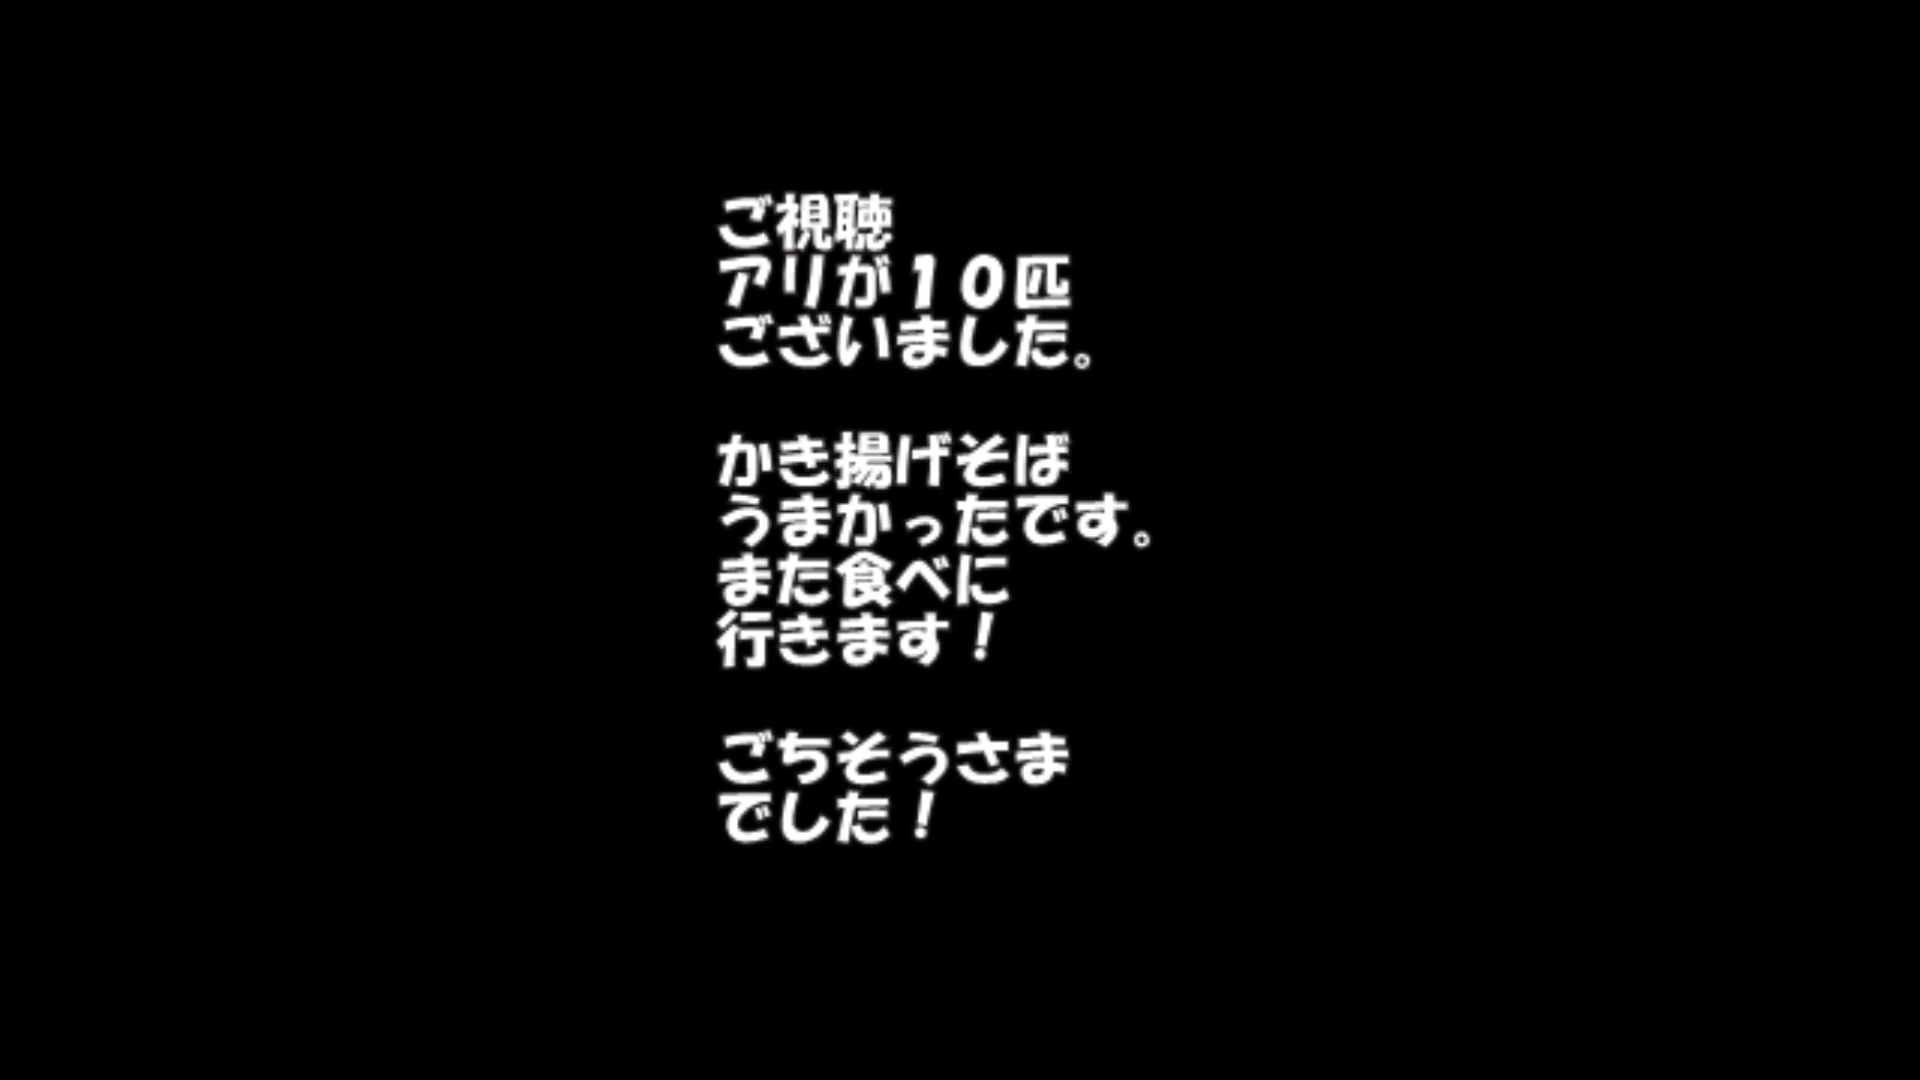 ご視聴
アリが１０匹
ございました。
かき揚げそば
うまかったです。
また食べに
行きます！
ごちそうさま
でした！